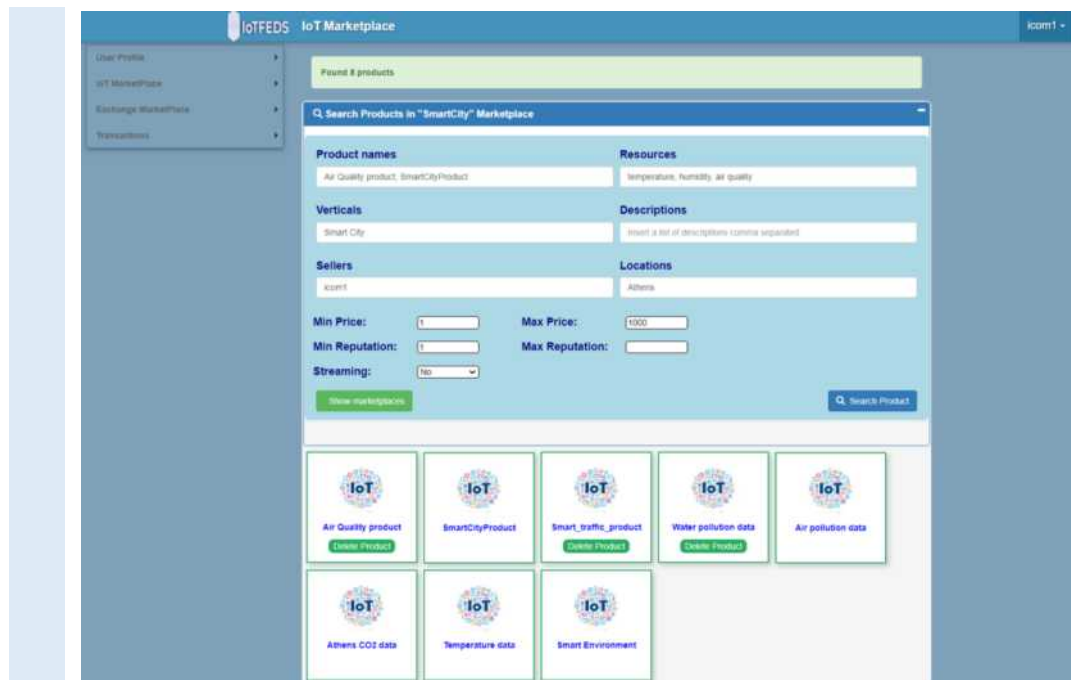 IoTFEDS IoT Marketplace icom1
User Profile
IoT MarketPlace
Exchange MarketPlace
Transactions
Found 8 products
Search Products in "SmartCity" Marketplace
Product names Resources
Air Quality product, SmartCityProduct temperature, humidity, air quality
Verticals Descriptions
Smart City Insert a list of descriptions comma separated
Sellers Locations
icom1 Athens
Min Price: 1 Max Price: 1000
Min Reputation: 1 Max Reputation:
Streaming: No
Show marketplaces Search Product
IoT IoT IoT IoT IoT
Air Quality product SmartCityProduct Smart_traffic_product Water pollution data Air pollution data
Delete Product Delete Product Delete Product
IoT IoT IoT
Athens CO2 data Temperature data Smart Environment